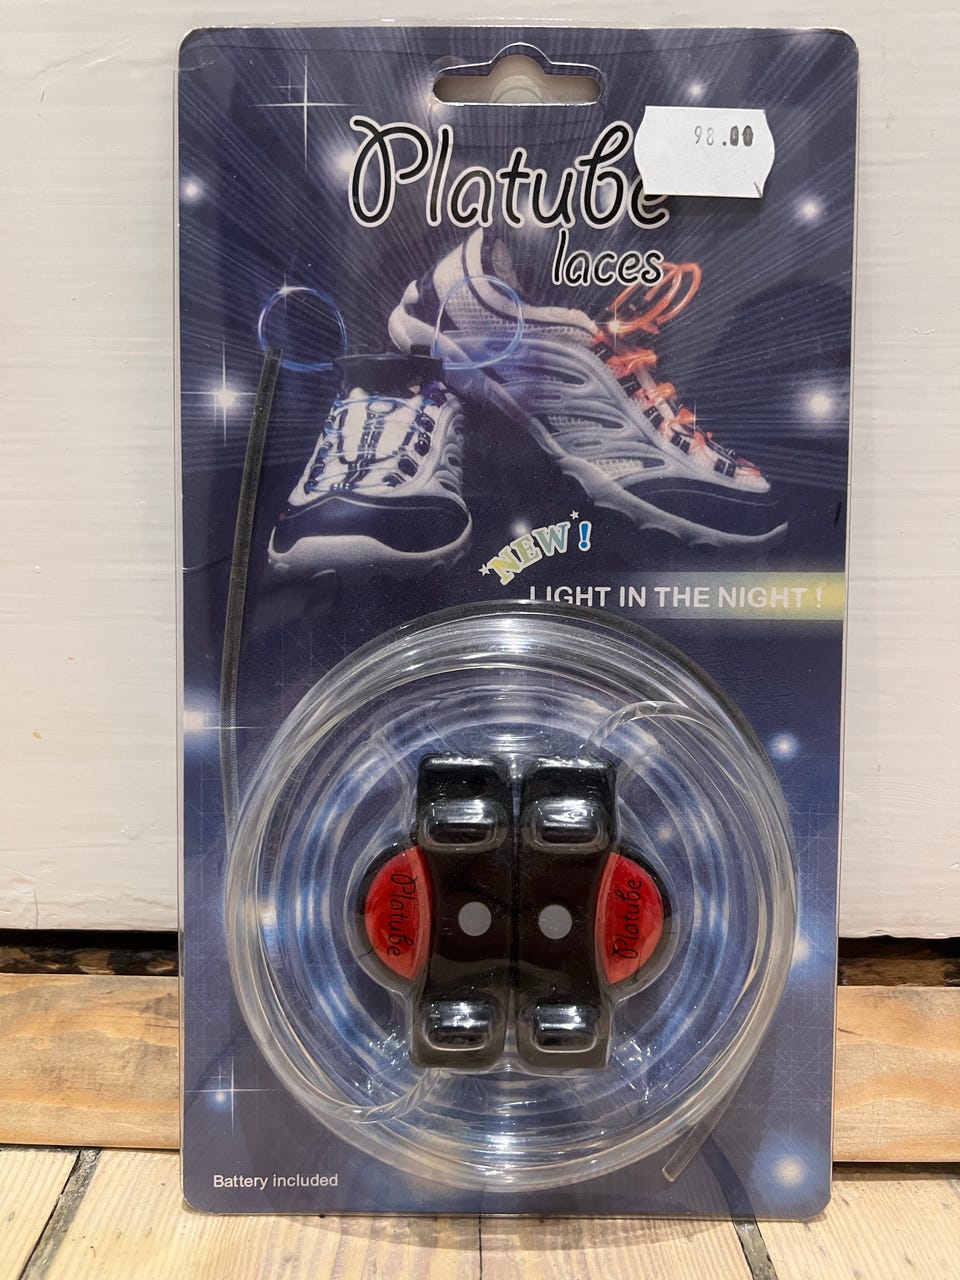 98.00
Platube
laces
NEW!
LIGHT IN THE NIGHT !
Platube
Platube
Battery included